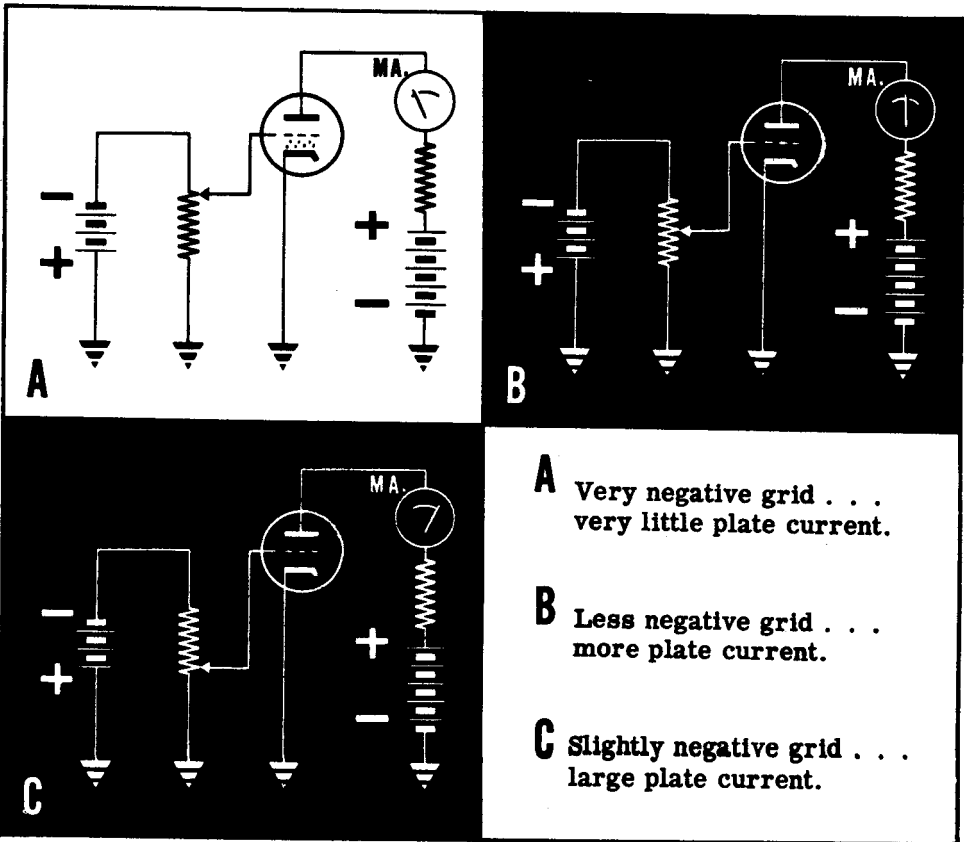 MA.
−
+
+
−
A
MA.
−
+
+
−
B
MA.
−
+
+
−
C
A Very negative grid . . .
very little plate current.
B Less negative grid . . .
more plate current.
C Slightly negative grid . . .
large plate current.